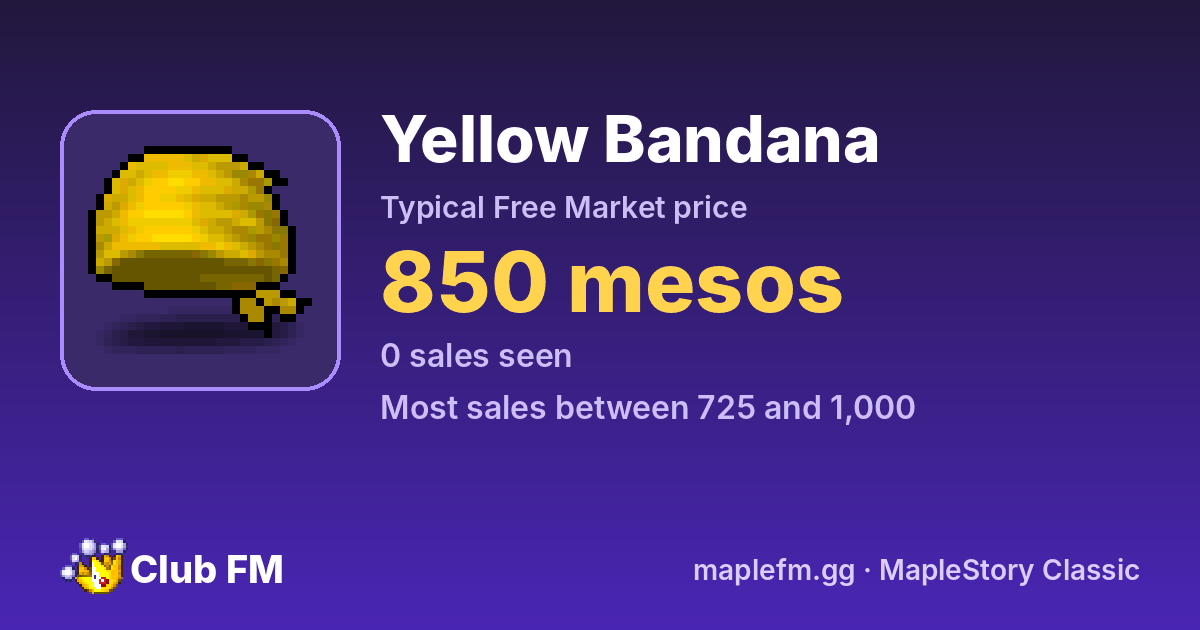 Yellow Bandana
Typical Free Market price
850 mesos
0 sales seen
Most sales between 725 and 1,000
Club FM
maplefm.gg · MapleStory Classic